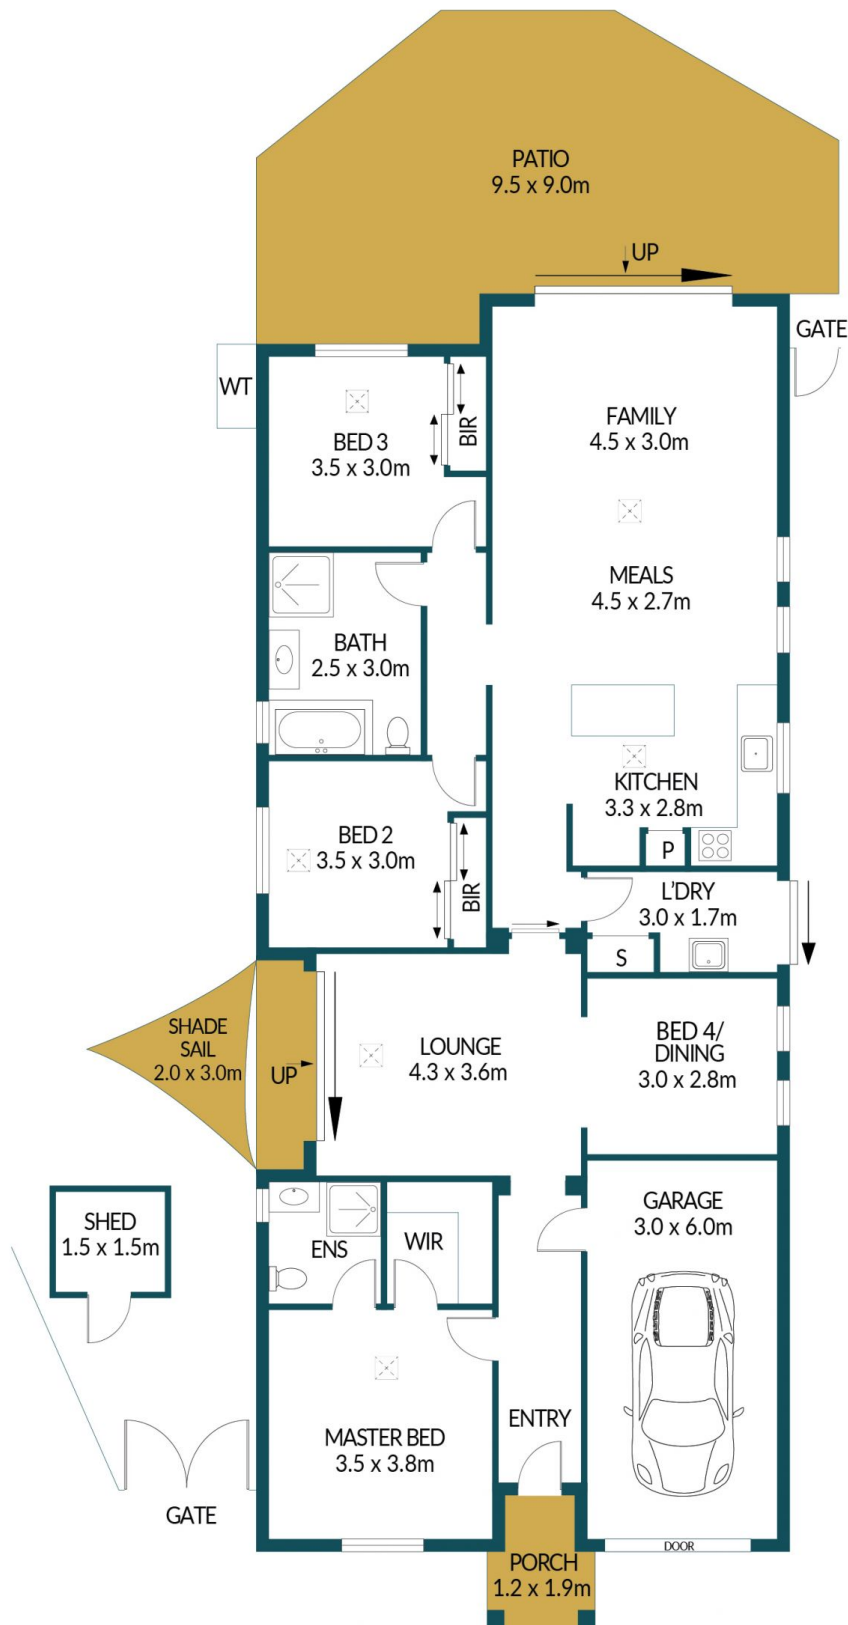 PATIO
9.5 x 9.0m
UP
GATE
WT
BED 3
3.5 x 3.0m
BIR
FAMILY
4.5 x 3.0m
MEALS
4.5 x 2.7m
BATH
2.5 x 3.0m
KITCHEN
3.3 x 2.8m
P
BED 2
3.5 x 3.0m
BIR
L'DRY
3.0 x 1.7m
S
SHADE
SAIL
2.0 x 3.0m
UP
LOUNGE
4.3 x 3.6m
BED 4/
DINING
3.0 x 2.8m
SHED
1.5 x 1.5m
ENS
WIR
GARAGE
3.0 x 6.0m
MASTER BED
3.5 x 3.8m
ENTRY
GATE
DOOR
PORCH
1.2 x 1.9m